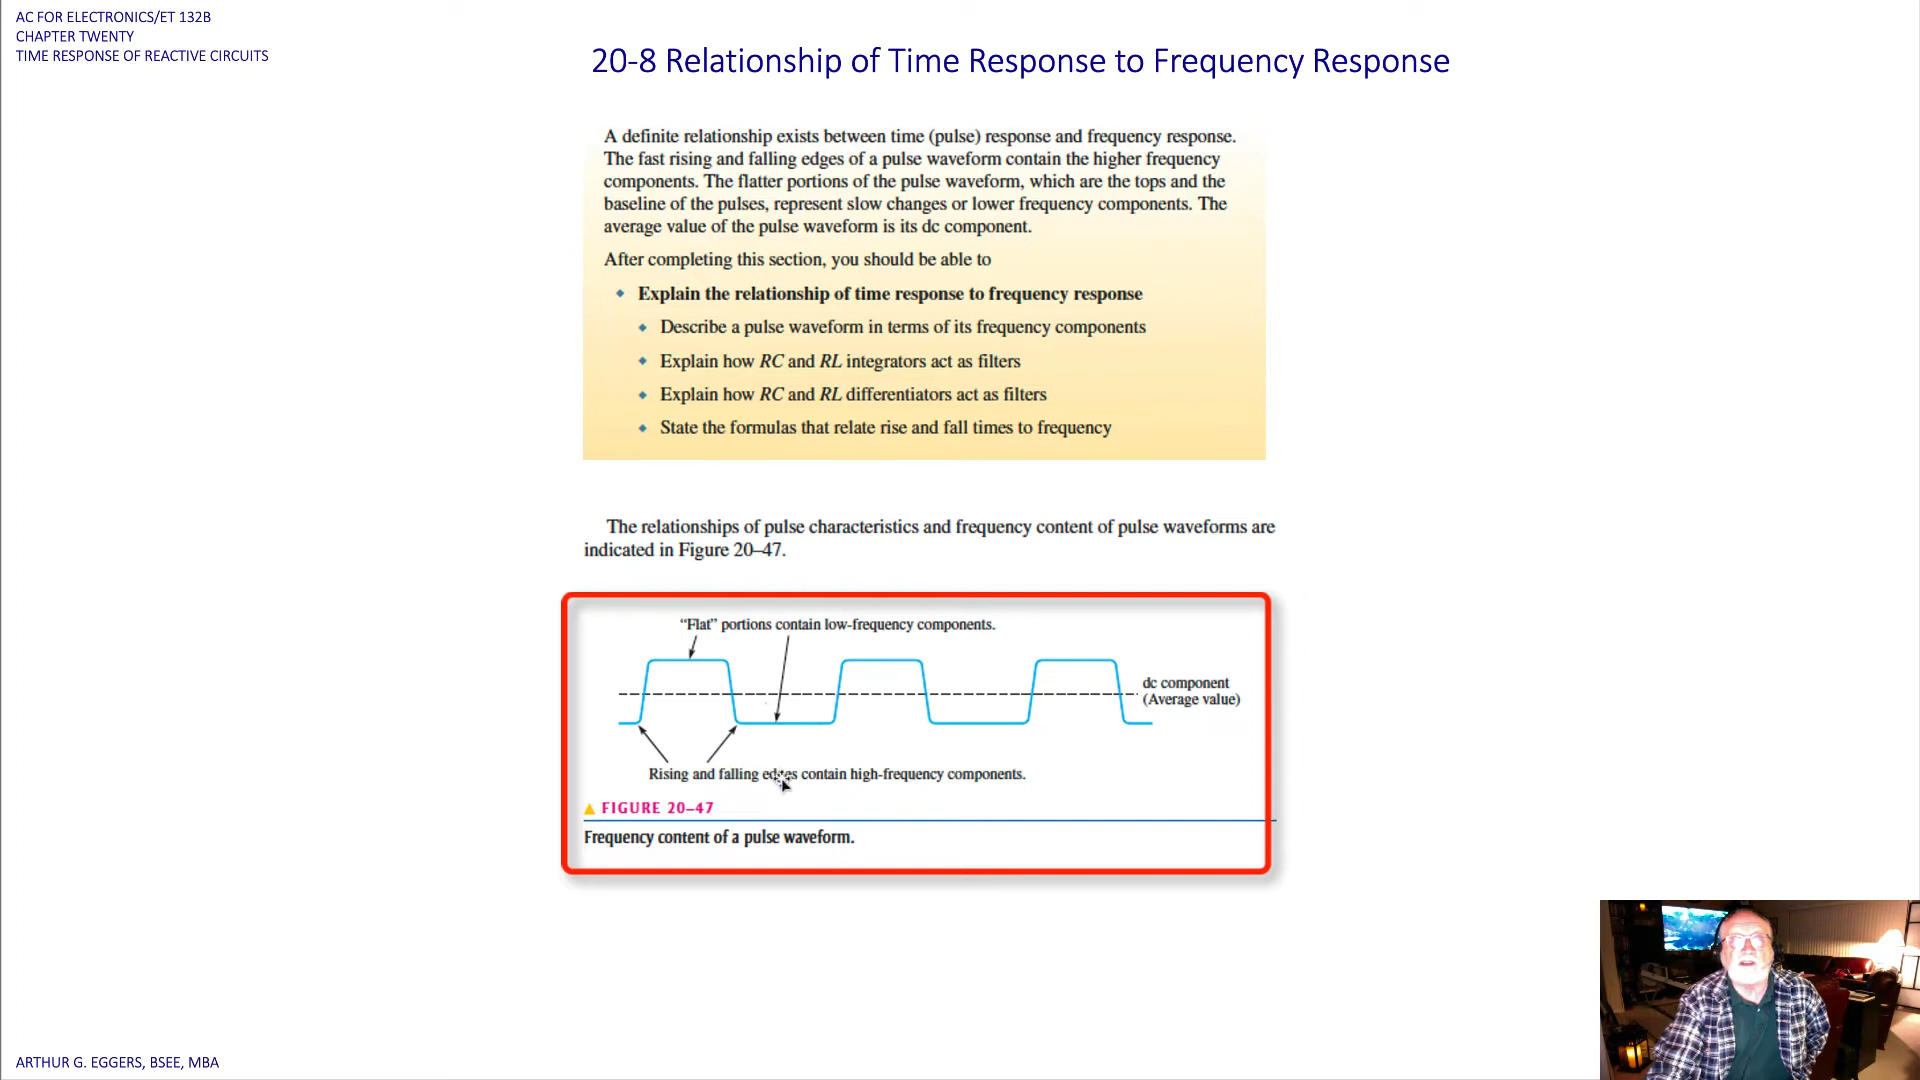 AC FOR ELECTRONICS/ET 132B
CHAPTER TWENTY
TIME RESPONSE OF REACTIVE CIRCUITS
20-8 Relationship of Time Response to Frequency Response
A definite relationship exists between time (pulse) response and frequency response.
The fast rising and falling edges of a pulse waveform contain the higher frequency
components. The flatter portions of the pulse waveform, which are the tops and the
baseline of the pulses, represent slow changes or lower frequency components. The
average value of the pulse waveform is its dc component.
After completing this section, you should be able to
Explain the relationship of time response to frequency response
Describe a pulse waveform in terms of its frequency components
Explain how RC and RL integrators act as filters
Explain how RC and RL differentiators act as filters
State the formulas that relate rise and fall times to frequency
The relationships of pulse characteristics and frequency content of pulse waveforms are
indicated in Figure 20–47.
“Flat” portions contain low-frequency components.
dc component
(Average value)
Rising and falling edges contain high-frequency components.
FIGURE 20–47
Frequency content of a pulse waveform.
ARTHUR G. EGGERS, BSEE, MBA